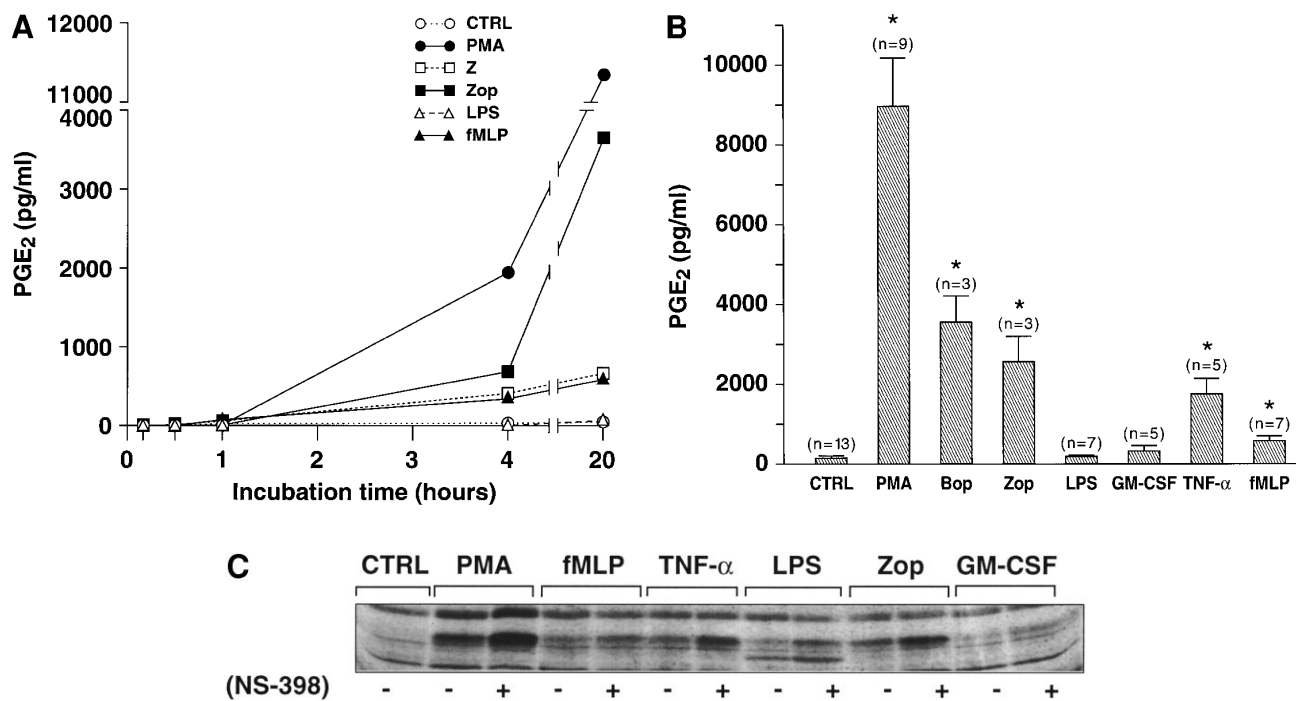 A
CTRL
PMA
Z
Zop
LPS
fMLP
12000
11000
4000
3000
2000
1000
0
PGE2 (pg/ml)
0 1 2 3 4 20
Incubation time (hours)
B
10000
8000
6000
4000
2000
0
PGE2 (pg/ml)
*
(n=9)
*
(n=3)
*
(n=3)
*
(n=5)
*
(n=7)
(n=13)
(n=7)
(n=5)
CTRL PMA Bop Zop LPS GM-CSF TNF-α fMLP
C
CTRL PMA fMLP TNF-α LPS Zop GM-CSF
(NS-398) - - + - + - + - + - + - +